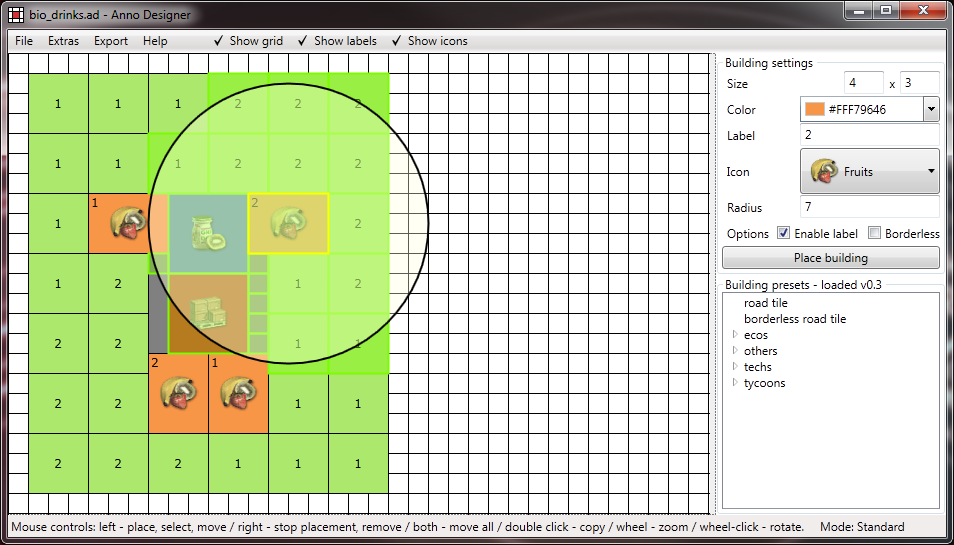 bio_drinks.ad - Anno Designer
File Extras Export Help ✓ Show grid ✓ Show labels ✓ Show icons
Building settings
Size 4 x 3
Color #FFF79646
Label 2
Icon Fruits
Radius 7
Options Enable label Borderless
Place building
Building presets - loaded v0.3
road tile
borderless road tile
ecos
others
techs
tycoons
1 1 1 2 2 2
1 1 1 2 2 2
1 1 2 2
1 2 2
2 2 1 1
2 1
2 2 1 1
2 2 2 1 1 1
Mouse controls: left - place, select, move / right - stop placement, remove / both - move all / double click - copy / wheel - zoom / wheel-click - rotate. Mode: Standard